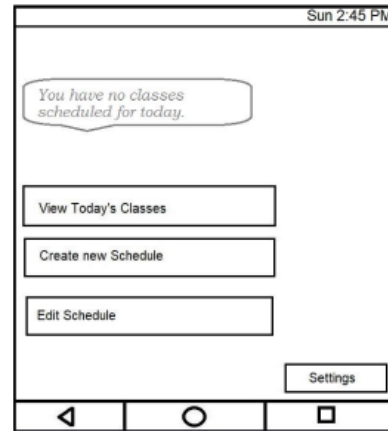 Sun 2:45 PM
You have no classes
scheduled for today.
View Today's Classes
Create new Schedule
Edit Schedule
Settings